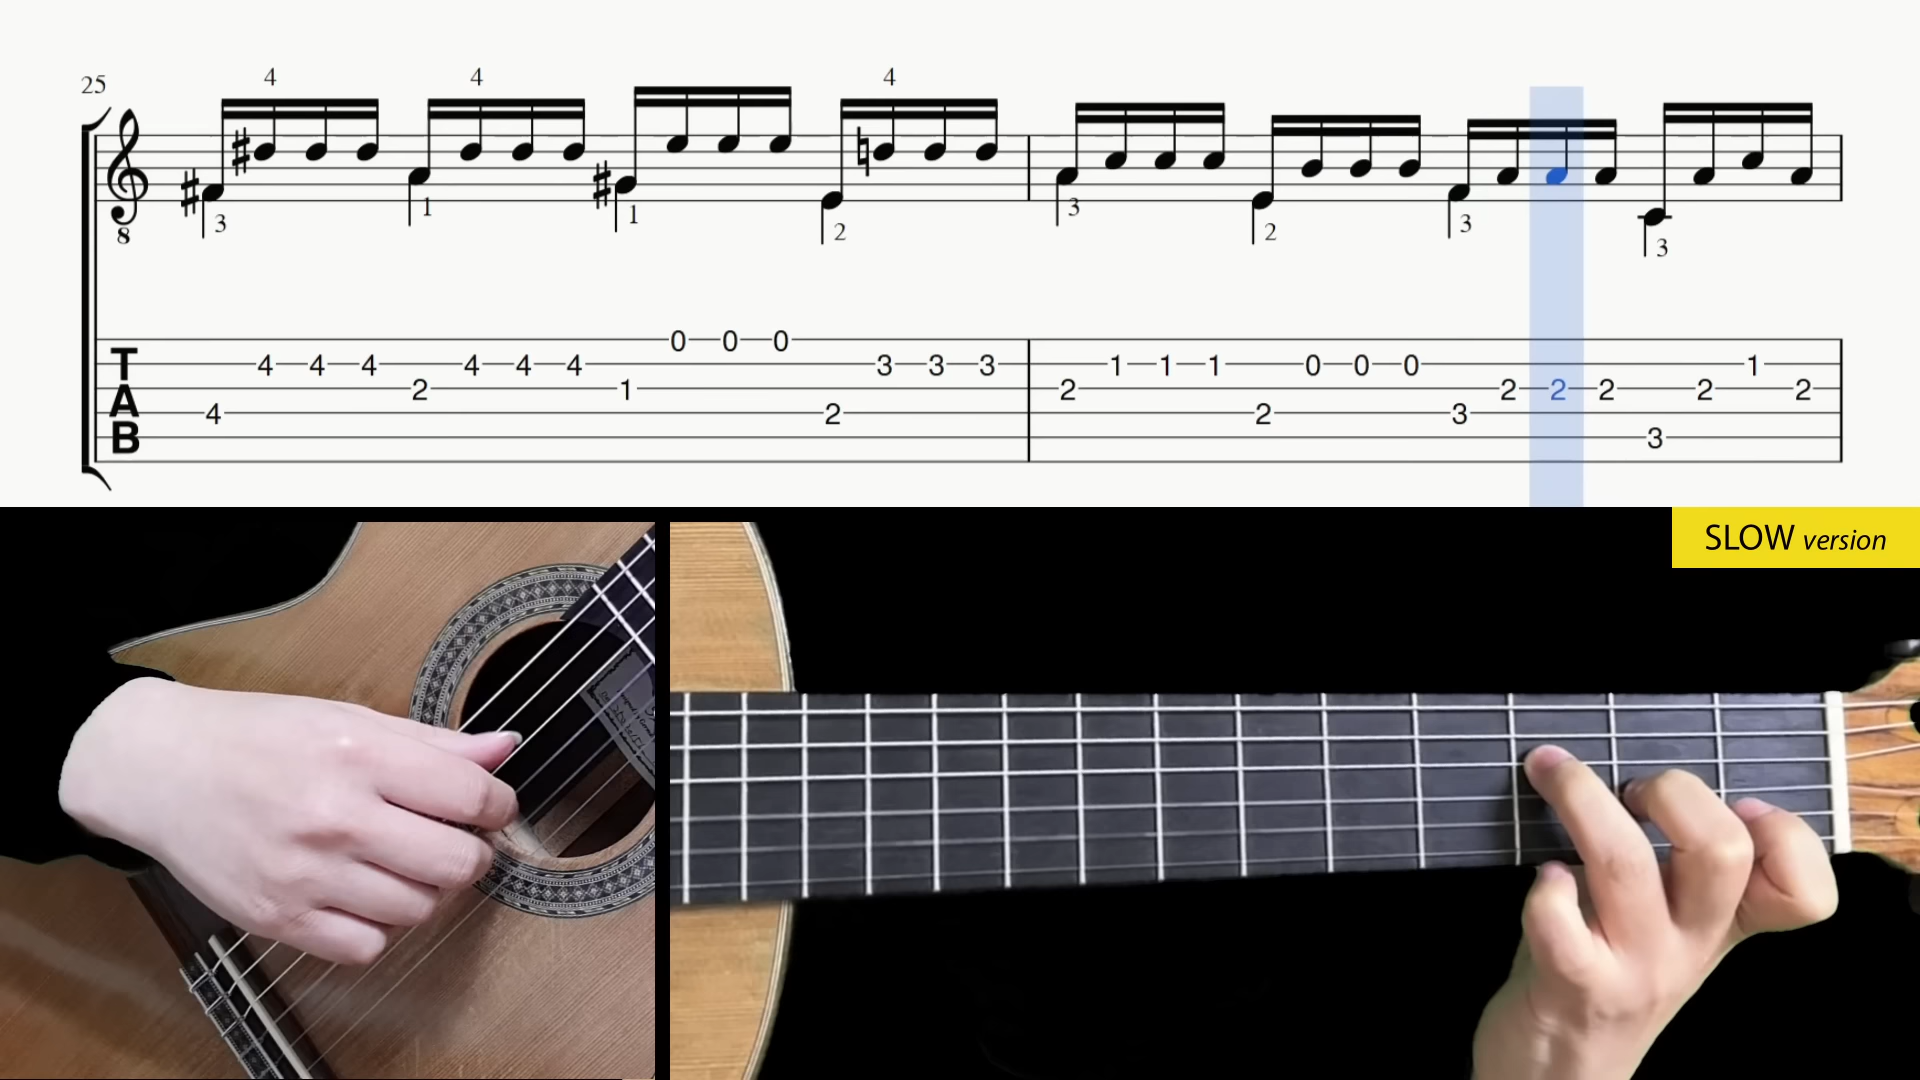 4 4 4
25
8
3 1 1 2 3 2 3 3
0 0 0
T 4 4 4 4 4 4 3 3 3 1 1 1 0 0 0 1
A 2 1 2 2 2 2 2 2
4 2 2 3
B 3
SLOW version